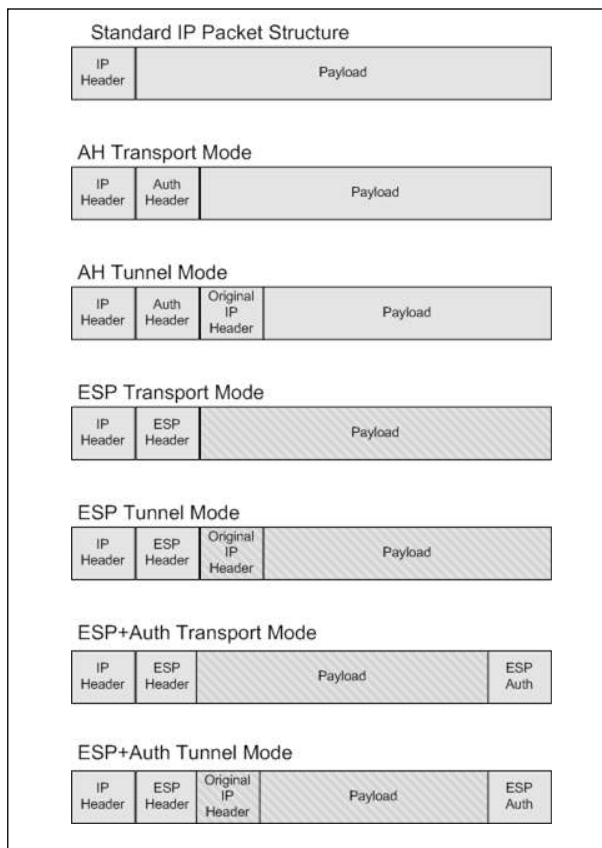 Standard IP Packet Structure
IP
Header
Payload
AH Transport Mode
IP
Header
Auth
Header
Payload
AH Tunnel Mode
IP
Header
Auth
Header
Original
IP
Header
Payload
ESP Transport Mode
IP
Header
ESP
Header
Payload
ESP Tunnel Mode
IP
Header
ESP
Header
Original
IP
Header
Payload
ESP+Auth Transport Mode
IP
Header
ESP
Header
Payload
ESP
Auth
ESP+Auth Tunnel Mode
IP
Header
ESP
Header
Original
IP
Header
Payload
ESP
Auth